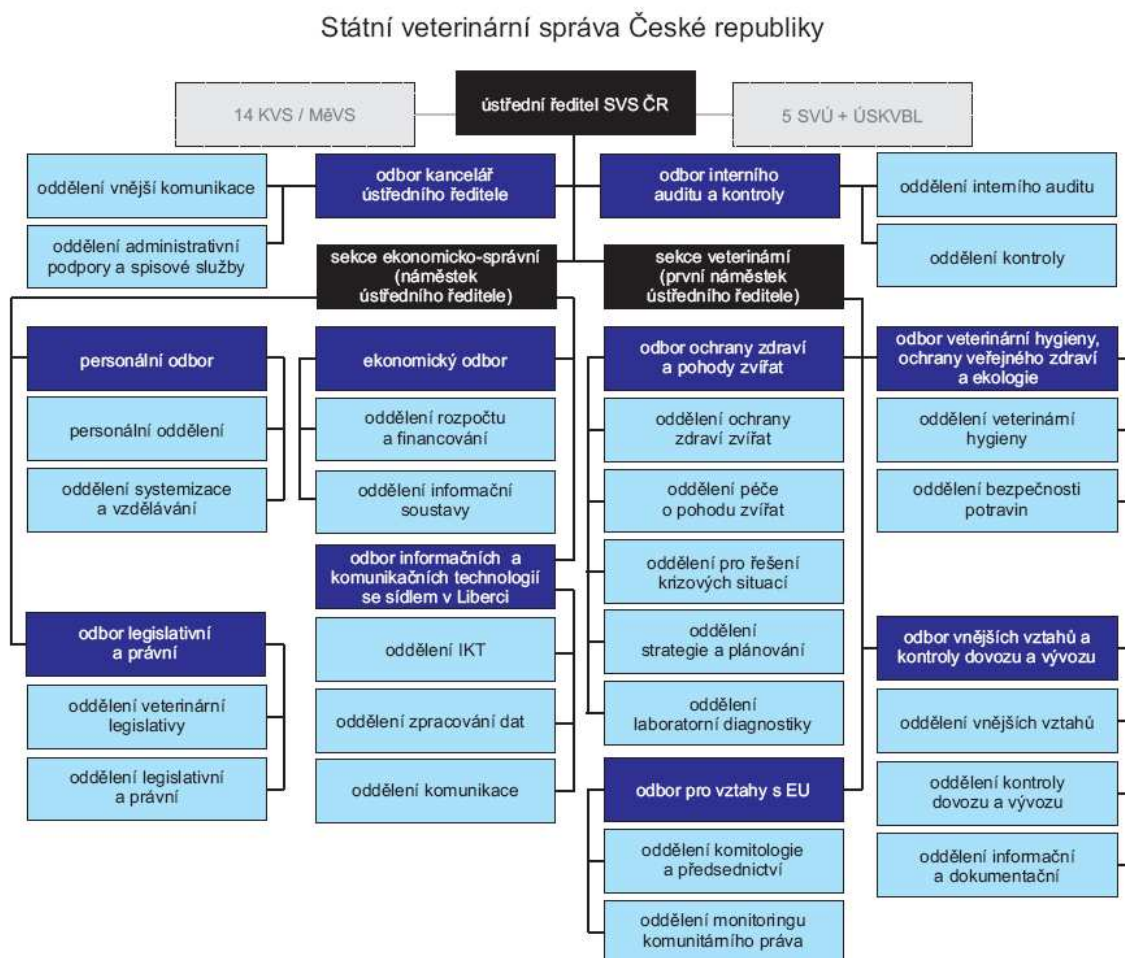 Státní veterinární správa České republiky
14 KVS / MěVS
ústřední ředitel SVS ČR
5 SVÚ + ÚSKVBL
oddělení vnější komunikace
odbor kancelář
ústředního ředitele
odbor interního
auditu a kontroly
oddělení interního auditu
oddělení administrativní
podpory a spisové služby
oddělení kontroly
sekce ekonomicko-správní
(náměstek
ústředního ředitele)
sekce veterinární
(první náměstek
ústředního ředitele)
personální odbor
personální oddělení
oddělení systemizace
a vzdělávání
ekonomický odbor
oddělení rozpočtu
a financování
oddělení informační
soustavy
odbor informačních a
komunikačních technologií
se sídlem v Liberci
oddělení IKT
oddělení zpracování dat
oddělení komunikace
odbor legislativní
a právní
oddělení veterinární
legislativy
oddělení legislativní
a právní
odbor ochrany zdraví
a pohody zvířat
oddělení ochrany
zdraví zvířat
oddělení péče
o pohodu zvířat
oddělení pro řešení
krizových situací
oddělení
strategie a plánování
oddělení
laboratorní diagnostiky
odbor pro vztahy s EU
oddělení komitologie
a předsednictví
oddělení monitoringu
komunitárního práva
odbor veterinární hygieny,
ochrany veřejného zdraví
a ekologie
oddělení veterinární
hygieny
oddělení bezpečnosti
potravin
odbor vnějších vztahů a
kontroly dovozu a vývozu
oddělení vnějších vztahů
oddělení kontroly
dovozu a vývozu
oddělení informační
a dokumentační